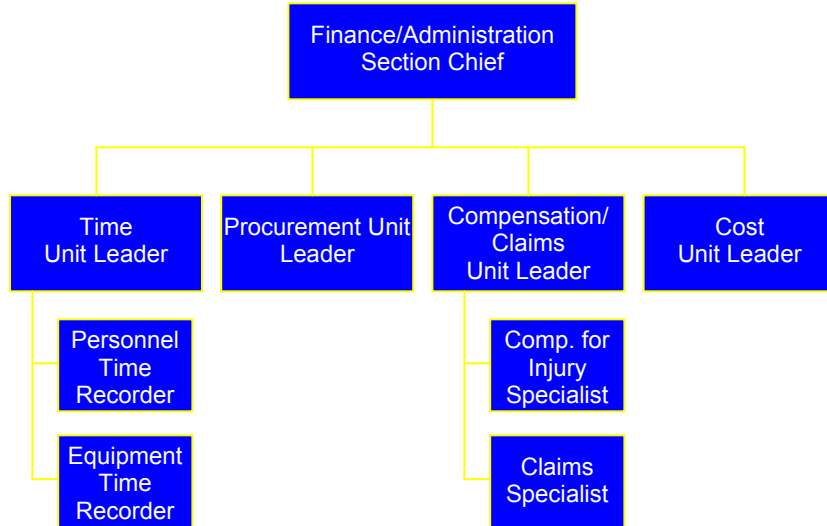 Finance/Administration
Section Chief
Time
Unit Leader
Procurement Unit
Leader
Compensation/
Claims
Unit Leader
Cost
Unit Leader
Personnel
Time
Recorder
Comp. for
Injury
Specialist
Equipment
Time
Recorder
Claims
Specialist